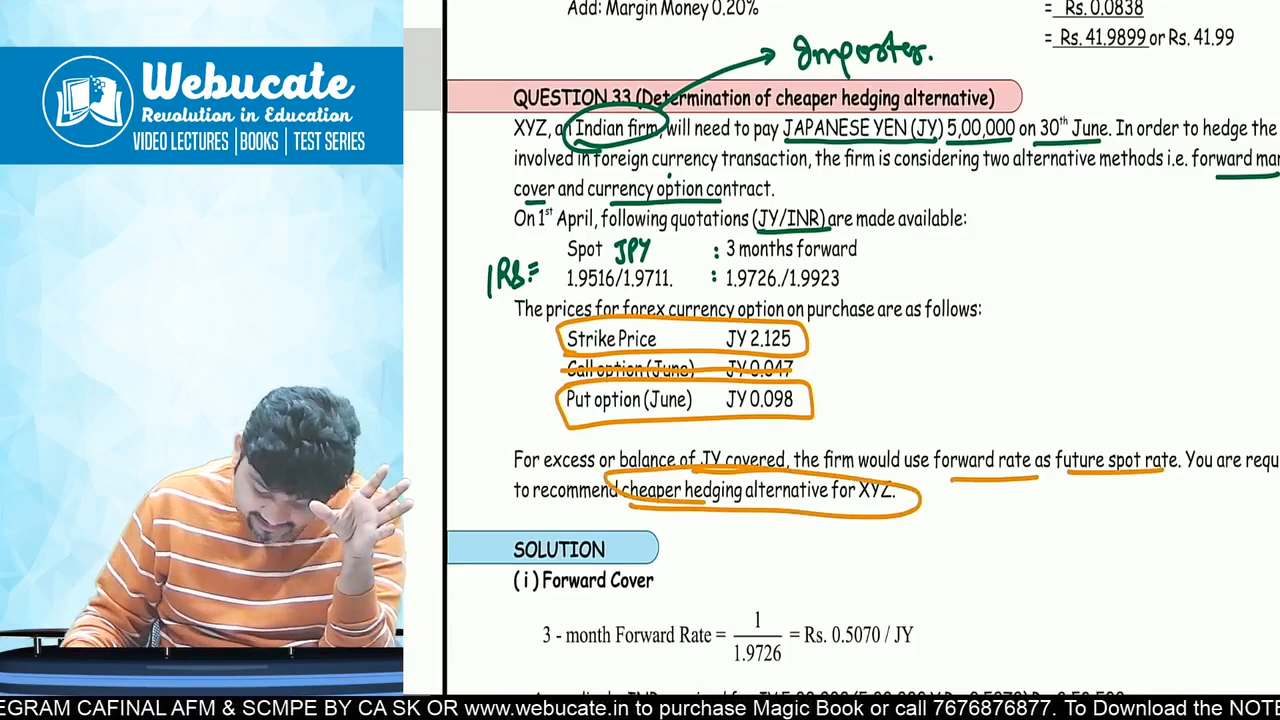 Add: Margin Money 0.20%
= Rs. 0.0838
= Rs. 41.9899 or Rs. 41.99
Importer.
Webucate
Revolution in Education
VIDEO LECTURES | BOOKS | TEST SERIES
QUESTION 33 (Determination of cheaper hedging alternative)
XYZ, an Indian firm, will need to pay JAPANESE YEN (JY) 5,00,000 on 30th June. In order to hedge the
involved in foreign currency transaction, the firm is considering two alternative methods i.e. forward mar
cover and currency option contract.
On 1st April, following quotations (JY/INR) are made available:
Spot JPY : 3 months forward
1RS = 1.9516/1.9711. : 1.9726./1.9923
The prices for forex currency option on purchase are as follows:
Strike Price JY 2.125
Call option (June) JY 0.047
Put option (June) JY 0.098
For excess or balance of JY covered, the firm would use forward rate as future spot rate. You are requ
to recommend cheaper hedging alternative for XYZ.
SOLUTION
(i) Forward Cover
3 - month Forward Rate = 1 / 1.9726 = Rs. 0.5070 / JY
EGRAM CAFINAL AFM & SCMPE BY CA SK OR www.webucate.in to purchase Magic Book or call 7676876877. To Download the NOTE